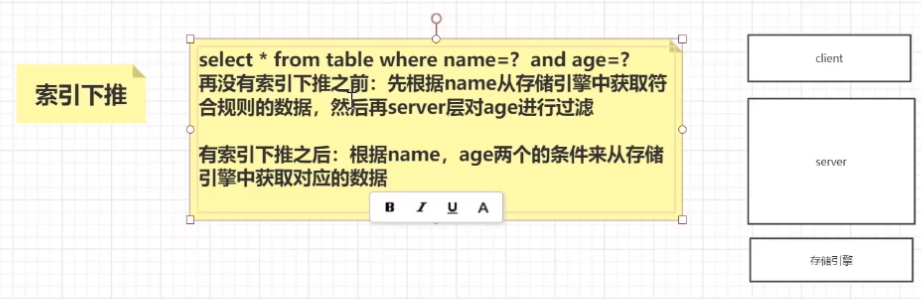 索引下推
select * from table where name=? and age=?
再没有索引下推之前：先根据name从存储引擎中获取符
合规则的数据，然后再server层对age进行过滤
有索引下推之后：根据name，age两个的条件来从存储
引擎中获取对应的数据
B I U A
client
server
存储引擎